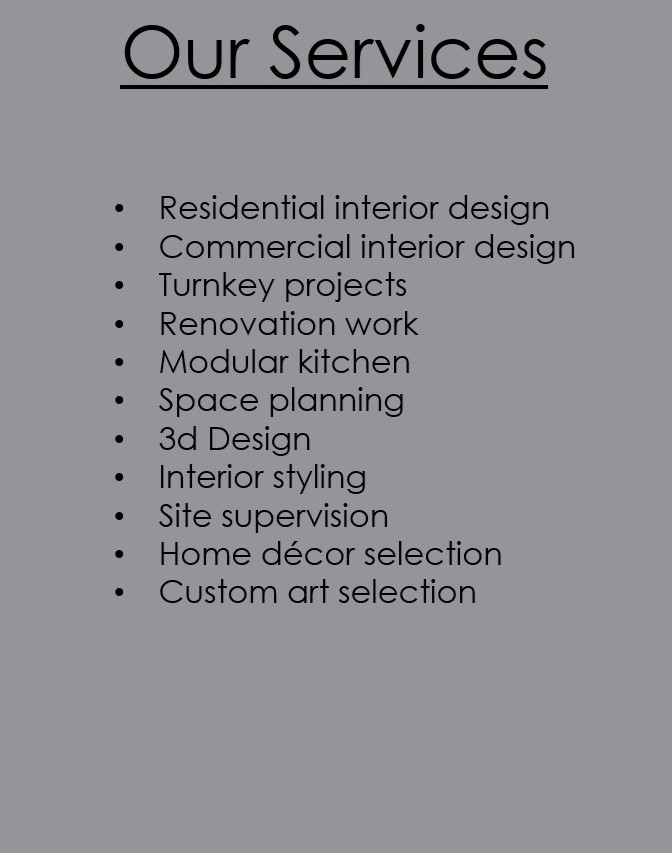 Our Services
• Residential interior design
• Commercial interior design
• Turnkey projects
• Renovation work
• Modular kitchen
• Space planning
• 3d Design
• Interior styling
• Site supervision
• Home décor selection
• Custom art selection